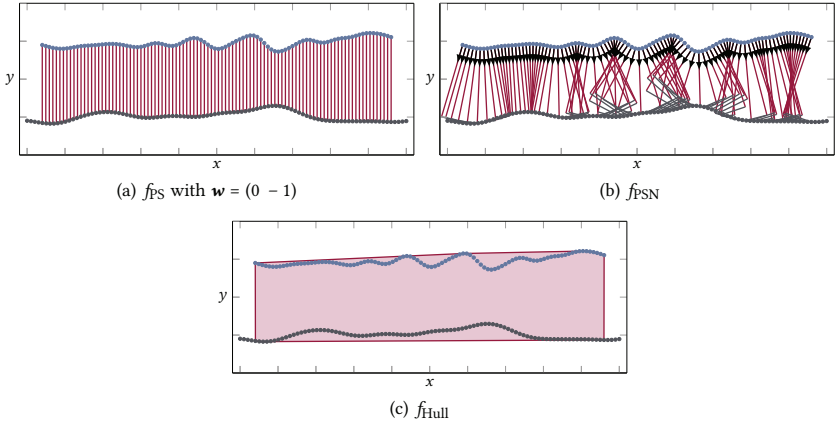 y
x
(a) fPS with w = (0 − 1)
y
x
(b) fPSN
y
x
(c) fHull